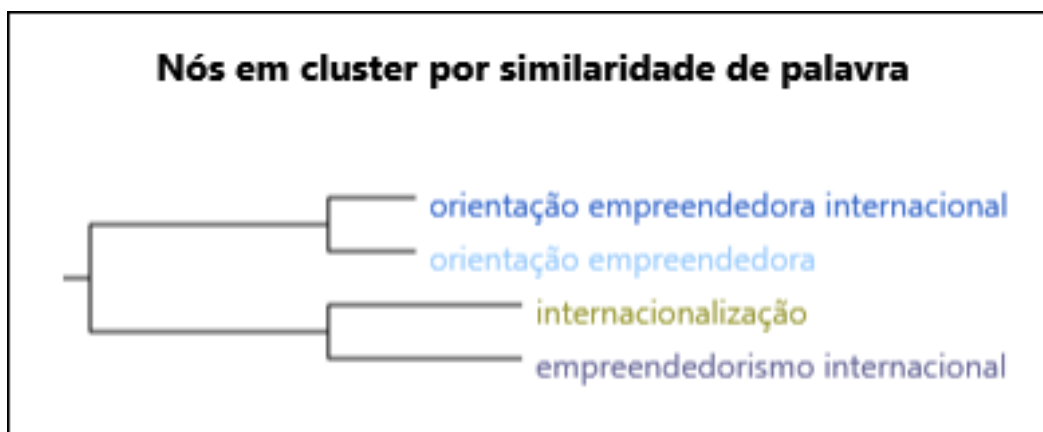 Nós em cluster por similaridade de palavra
orientação empreendedora internacional
orientação empreendedora
internacionalização
empreendedorismo internacional